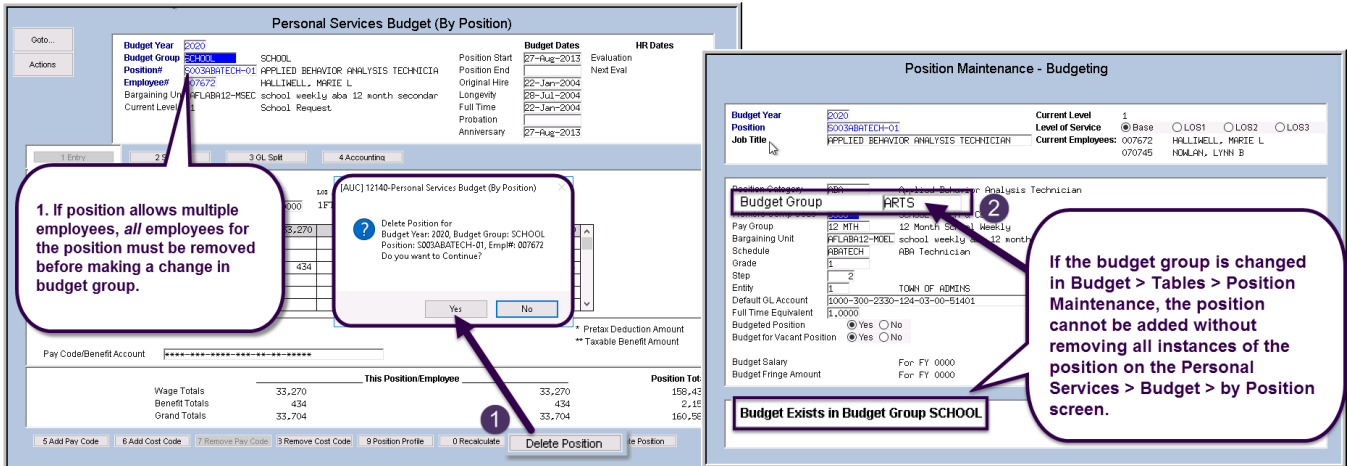 Personal Services Budget (By Position)
Goto...
Actions
Budget Year 2020
Budget Group SCHOOL SCHOOL
Position# S003ABATECH-01 APPLIED BEHAVIOR ANALYSIS TECHNICIA
Employee# 007672 HALLIWELL, MARIE L
Bargaining Un AFLABA12-MSEC school weekly aba 12 month secondar
Current Level 1 School Request
Budget Dates HR Dates
Position Start 27-Aug-2013 Evaluation
Position End Next Eval
Original Hire 22-Jan-2004
Longevity 28-Jul-2004
Full Time 22-Jan-2004
Probation
Anniversary 27-Aug-2013
1 Entry 2 S 3 GL Split 4 Accounting
1. If position allows multiple
employees, all employees for
the position must be removed
before making a change in
budget group.
LOS
0000 1FT
33,270
434
[AUC] 12140-Personal Services Budget (By Position)
Delete Position for
Budget Year: 2020, Budget Group: SCHOOL
Position: S003ABATECH-01, Empl#: 007672
Do you want to Continue?
Yes No
* Pretax Deduction Amount
** Taxable Benefit Amount
Pay Code/Benefit Account ****-***-****-***-**-**-*****
This Position/Employee Position Tot
Wage Totals 33,270 33,270 158,43
Benefit Totals 434 434 2,15
Grand Totals 33,704 33,704 160,58
1
5 Add Pay Code 6 Add Cost Code 7 Remove Pay Code 3 Remove Cost Code 9 Position Profile 0 Recalculate Delete Position te Position
Position Maintenance - Budgeting
Budget Year 2020
Position S003ABATECH-01
Job Title APPLIED BEHAVIOR ANALYSIS TECHNICIAN
Current Level 1
Level of Service Base LOS1 LOS2 LOS3
Current Employees: 007672 HALLIWELL, MARIE L
070745 NOWLAN, LYNN B
Position Category ABA Applied Behavior Analysis Technician
Budget Group ARTS
2
Pay Group 12 MTH 12 Month School Weekly
Bargaining Unit AFLABA12-MOEL school weekly aba 12 month
Schedule ABATECH ABA Technician
Grade 1
Step 2
Entity 1 TOWN OF ADMINS
Default GL Account 1000-300-2330-124-03-00-51401
Full Time Equivalent 1.0000
Budgeted Position Yes No
Budget for Vacant Position Yes No
Budget Salary For FY 0000
Budget Fringe Amount For FY 0000
Budget Exists in Budget Group SCHOOL
If the budget group is changed
in Budget > Tables > Position
Maintenance, the position
cannot be added without
removing all instances of the
position on the Personal
Services > Budget > by Position
screen.